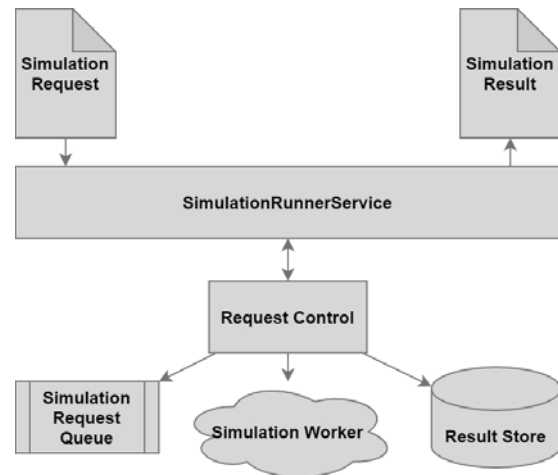 Simulation
Request
Simulation
Result
SimulationRunnerService
Request Control
Simulation
Request
Queue
Simulation Worker
Result Store